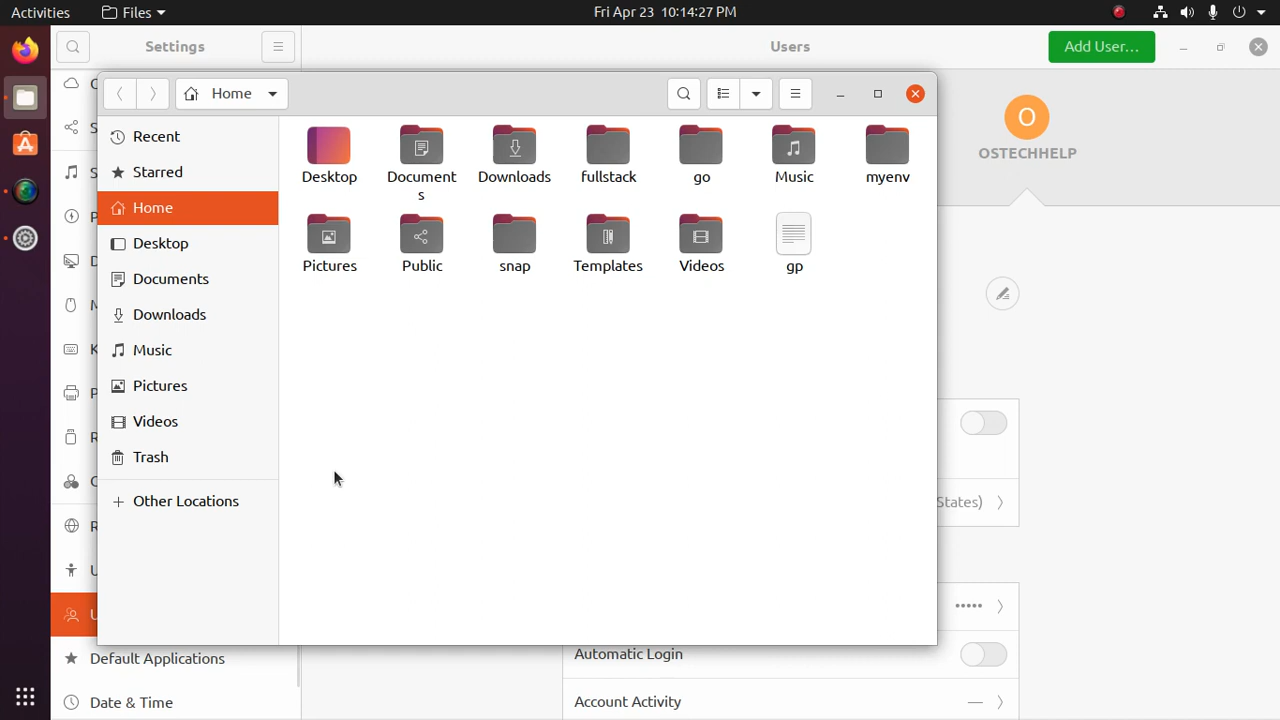 Activities Files Fri Apr 23 10:14:27 PM
Settings Users Add User...
Home
O
OSTECHHELP
Recent
Starred
Home
Desktop
Documents
Downloads
Music
Pictures
Videos
Trash
Other Locations
Desktop Document
s Downloads fullstack go Music myenv
Pictures Public snap Templates Videos gp
States)
•••••
Automatic Login
Account Activity —
Default Applications
Date & Time